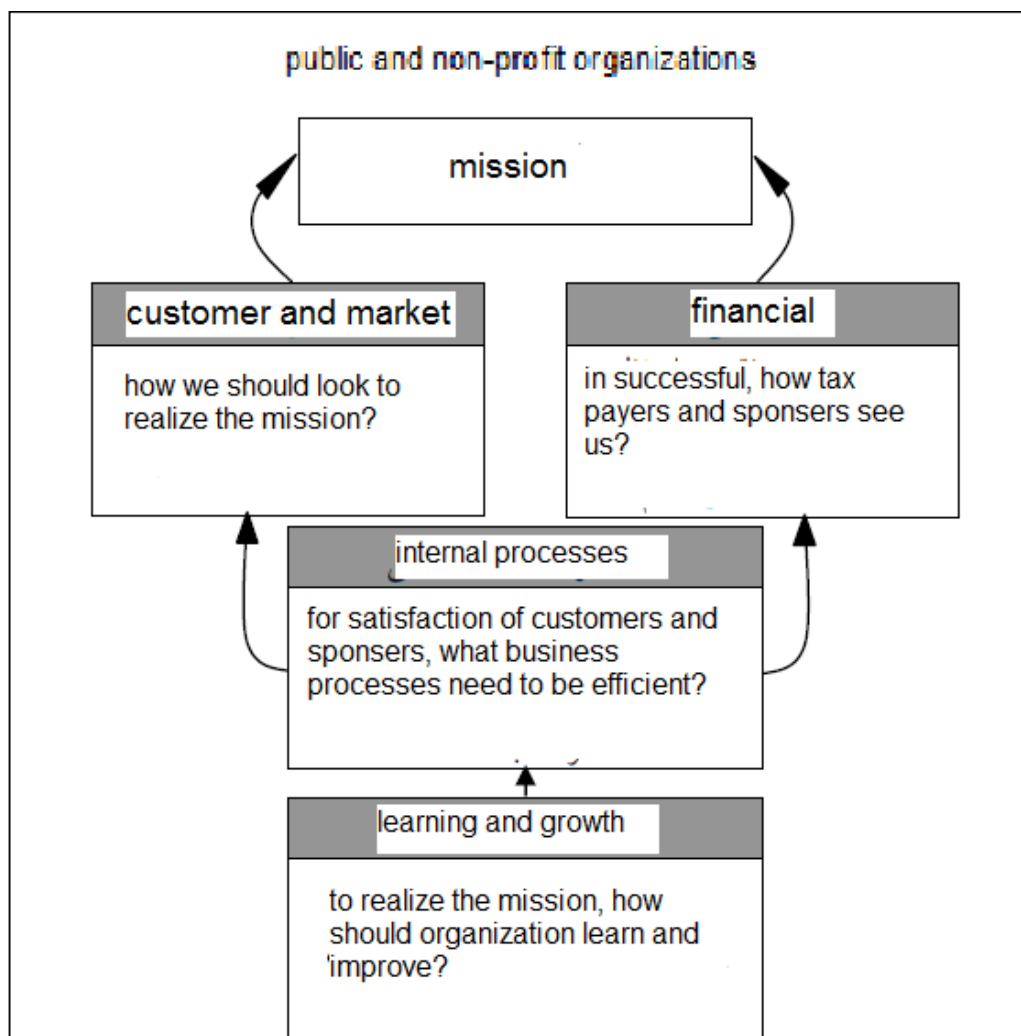 public and non-profit organizations
mission
customer and market
how we should look to
realize the mission?
financial
in successful, how tax
payers and sponsers see
us?
internal processes
for satisfaction of customers and
sponsers, what business
processes need to be efficient?
learning and growth
to realize the mission, how
should organization learn and
improve?